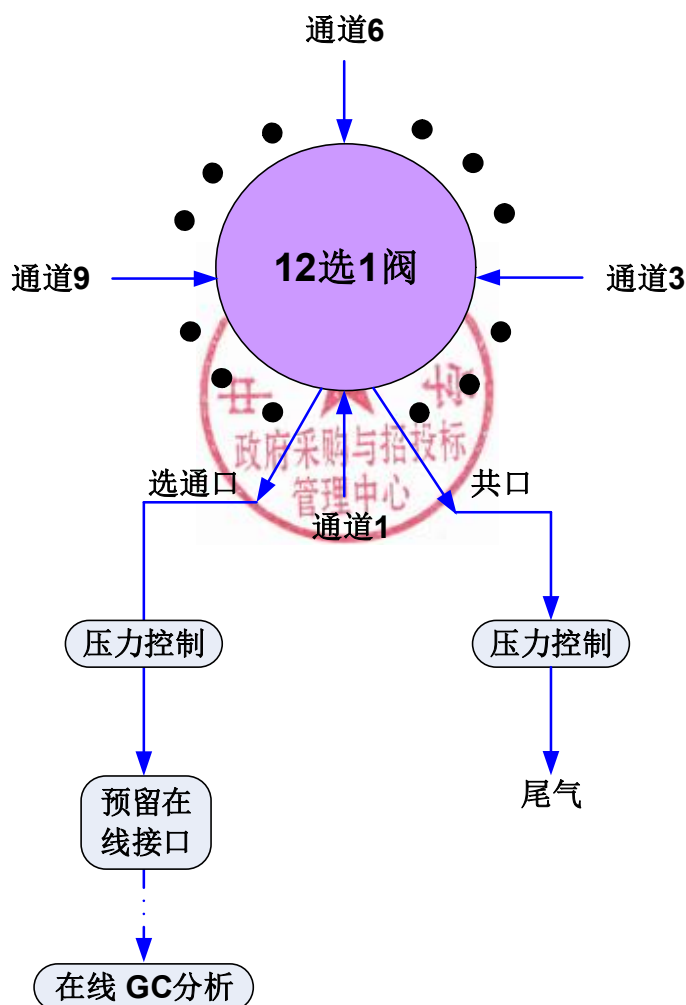 通道6
12选1阀
通道9
通道3
政府采购与招投标
管理中心
选通口
共口
通道1
压力控制
压力控制
预留在
线接口
尾气
在线 GC分析